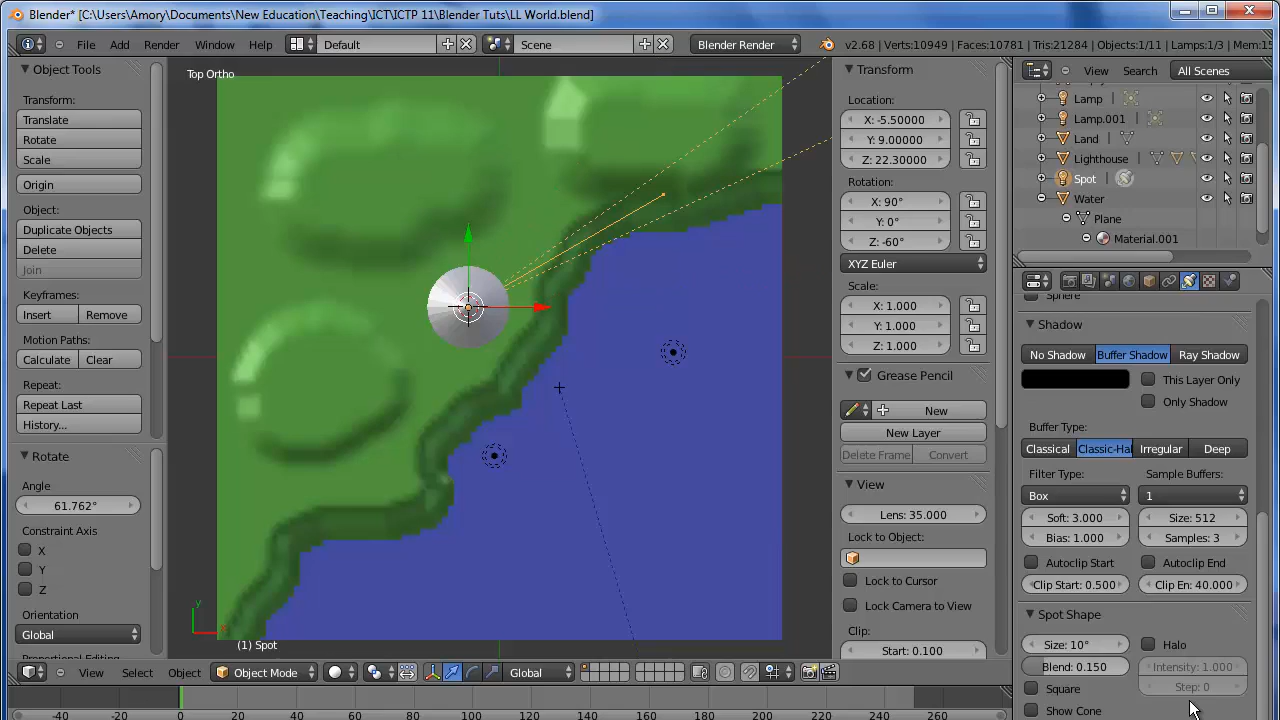 Blender* [C:\Users\Amory\Documents\New Education\Teaching\ICT\ICTP 11\Blender Tuts\LL World.blend]
File Add Render Window Help Default Scene Blender Render v2.68 | Verts:10949 | Faces:10781 | Tris:21284 | Objects:1/11 | Lamps:1/3 | Mem:15
Object Tools
Transform:
Translate
Rotate
Scale
Origin
Object:
Duplicate Objects
Delete
Join
Keyframes:
Insert Remove
Motion Paths:
Calculate Clear
Repeat:
Repeat Last
History...
Rotate
Angle
61.762°
Constraint Axis
X
Y
Z
Orientation
Global
Top Ortho
y
x
(1) Spot
Transform
Location:
X: -5.50000
Y: 9.00000
Z: 22.30000
Rotation:
X: 90°
Y: 0°
Z: -60°
XYZ Euler
Scale:
X: 1.000
Y: 1.000
Z: 1.000
Grease Pencil
New
New Layer
Delete Frame Convert
View
Lens: 35.000
Lock to Object:
Lock to Cursor
Lock Camera to View
Clip:
Start: 0.100
View Search All Scenes
Lamp
Lamp.001
Land
Lighthouse
Spot
Water
Plane
Material.001
Sphere
Shadow
No Shadow Buffer Shadow Ray Shadow
This Layer Only
Only Shadow
Buffer Type:
Classical Classic-Hal Irregular Deep
Filter Type: Sample Buffers:
Box 1
Soft: 3.000 Size: 512
Bias: 1.000 Samples: 3
Autoclip Start Autoclip End
Clip Start: 0.500 Clip En: 40.000
Spot Shape
Size: 10° Halo
Blend: 0.150 Intensity: 1.000
Square Step: 0
Show Cone
View Select Object Object Mode Global
-40 -20 0 20 40 60 80 100 120 140 160 180 200 220 240 260